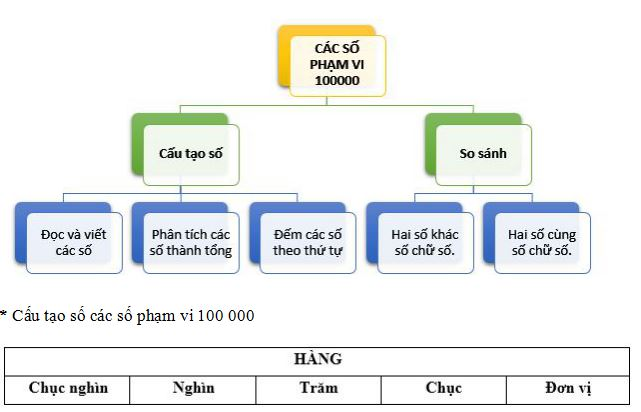 CÁC SỐ
PHẠM VI
100000
Cấu tạo số
So sánh
Đọc và viết
các số
Phân tích các
số thành tổng
Đếm các số
theo thứ tự
Hai số khác
số chữ số.
Hai số cùng
số chữ số.
* Cấu tạo số các số phạm vi 100 000
HÀNG
Chục nghìn Nghìn Trăm Chục Đơn vị